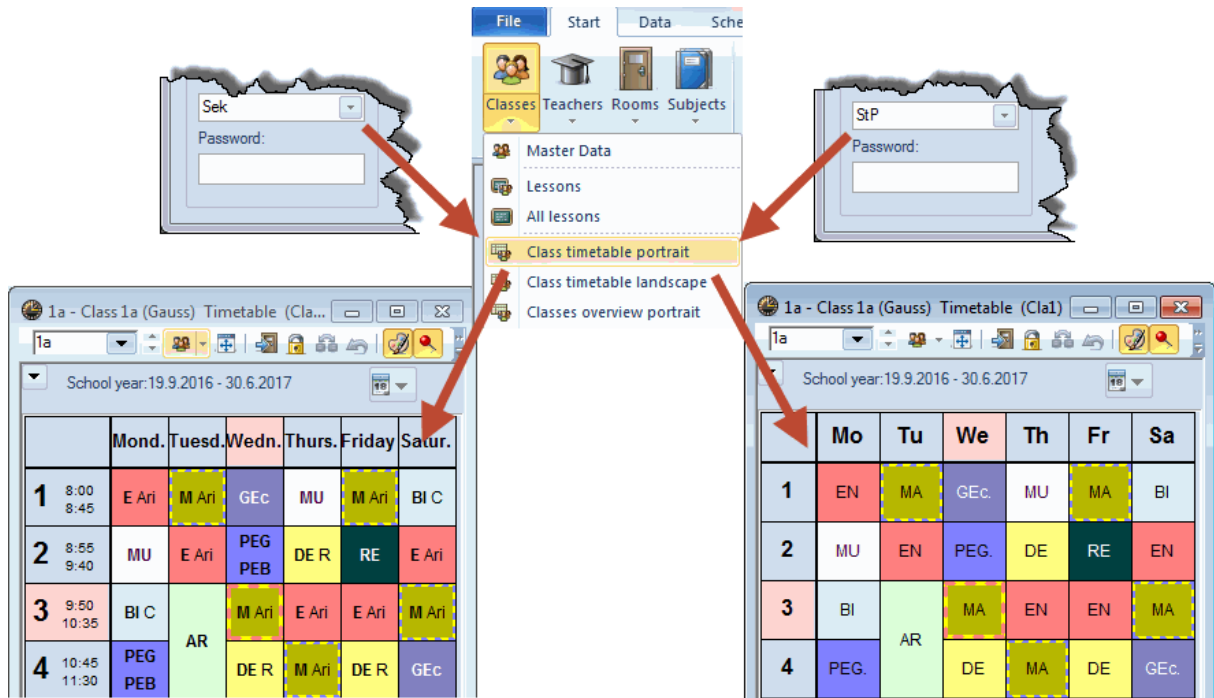 File Start Data Sche
Classes Teachers Rooms Subjects
Master Data
Lessons
All lessons
Class timetable portrait
Class timetable landscape
Classes overview portrait
Sek
Password:
StP
Password:
1a - Class 1a (Gauss) Timetable (Cla...
1a
School year:19.9.2016 - 30.6.2017
18
Mond. Tuesd. Wedn. Thurs. Friday Satur.
1 8:00 8:45 E Ari M Ari GEc MU M Ari BI C
2 8:55 9:40 MU E Ari PEG PEB DE R RE E Ari
3 9:50 10:35 BI C AR M Ari E Ari E Ari M Ari
4 10:45 11:30 PEG PEB DE R M Ari DE R GEc
1a - Class 1a (Gauss) Timetable (Cla1)
1a
School year:19.9.2016 - 30.6.2017
18
Mo Tu We Th Fr Sa
1 EN MA GEc. MU MA BI
2 MU EN PEG. DE RE EN
3 BI AR MA EN EN MA
4 PEG. DE MA DE GEc.